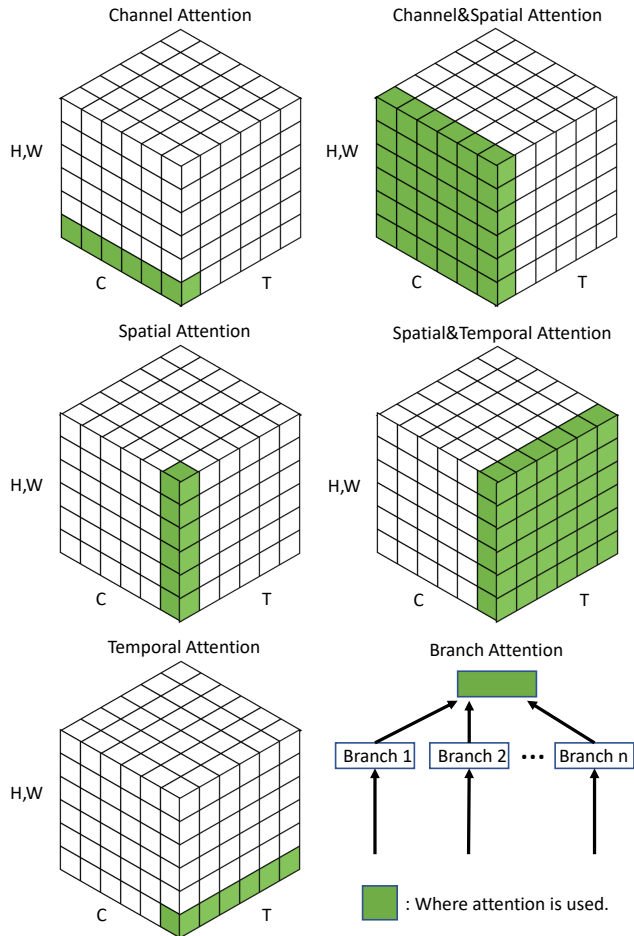 Channel Attention
H,W
C
T
Channel&Spatial Attention
H,W
C
T
Spatial Attention
H,W
C
T
Spatial&Temporal Attention
H,W
C
T
Temporal Attention
H,W
C
T
Branch Attention
Branch 1
Branch 2
...
Branch n
: Where attention is used.